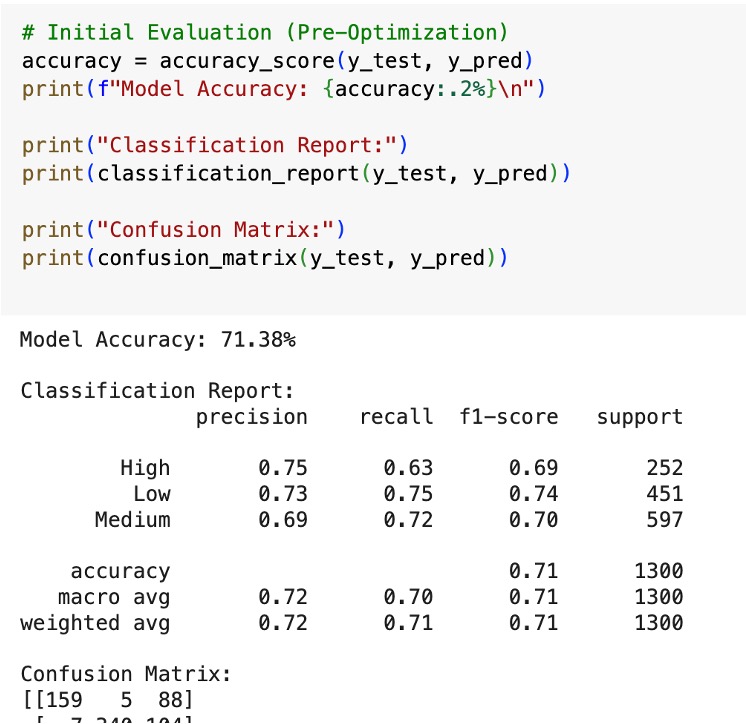 # Initial Evaluation (Pre-Optimization)
accuracy = accuracy_score(y_test, y_pred)
print(f"Model Accuracy: {accuracy:.2%}\n")
print("Classification Report:")
print(classification_report(y_test, y_pred))
print("Confusion Matrix:")
print(confusion_matrix(y_test, y_pred))
Model Accuracy: 71.38%
Classification Report:
precision recall f1-score support
High 0.75 0.63 0.69 252
Low 0.73 0.75 0.74 451
Medium 0.69 0.72 0.70 597
accuracy 0.71 1300
macro avg 0.72 0.70 0.71 1300
weighted avg 0.72 0.71 0.71 1300
Confusion Matrix:
[[159 5 88]